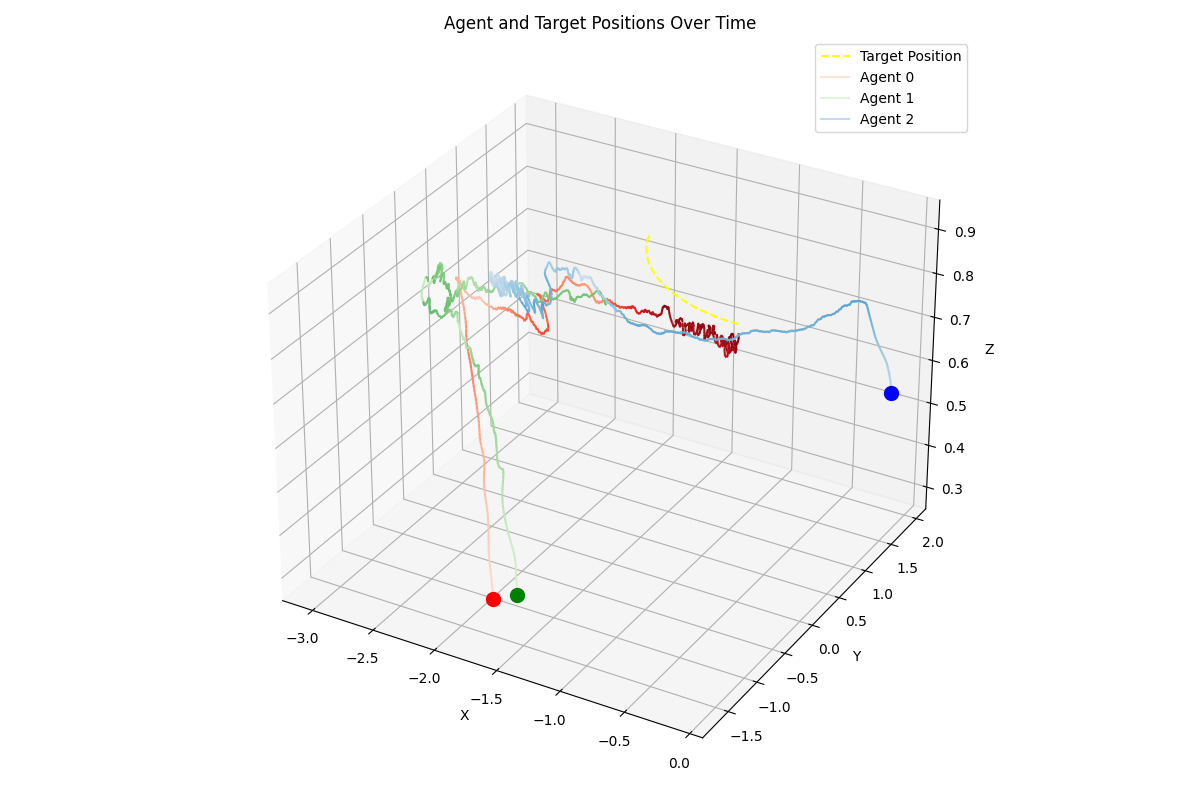 Agent and Target Positions Over Time
Target Position
Agent 0
Agent 1
Agent 2
0.9
0.8
0.7
Z
0.6
0.5
0.4
0.3
2.0
1.5
1.0
0.5
0.0
Y
−0.5
−1.0
−1.5
−3.0
−2.5
−2.0
−1.5
X
−1.0
−0.5
0.0